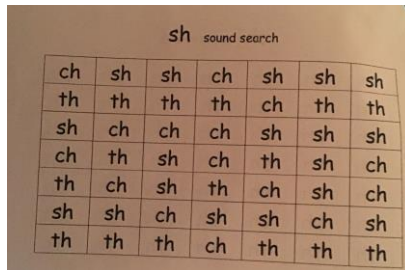 sh sound search
ch sh sh ch sh sh sh
th th th th ch th th
sh ch ch ch sh sh sh
ch th sh ch th sh ch
th ch sh th ch sh ch
sh sh ch sh sh ch sh
th th th ch th th th